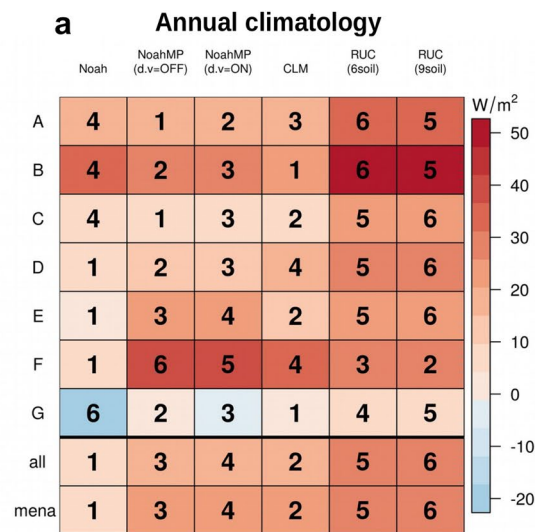 a Annual climatology
Noah NoahMP (d.v=OFF) NoahMP (d.v=ON) CLM RUC (6soil) RUC (9soil)
W/m²
A 4 1 2 3 6 5
B 4 2 3 1 6 5
C 4 1 3 2 5 6
D 1 2 3 4 5 6
E 1 3 4 2 5 6
F 1 6 5 4 3 2
G 6 2 3 1 4 5
all 1 3 4 2 5 6
mena 1 3 4 2 5 6
50
40
30
20
10
0
-10
-20